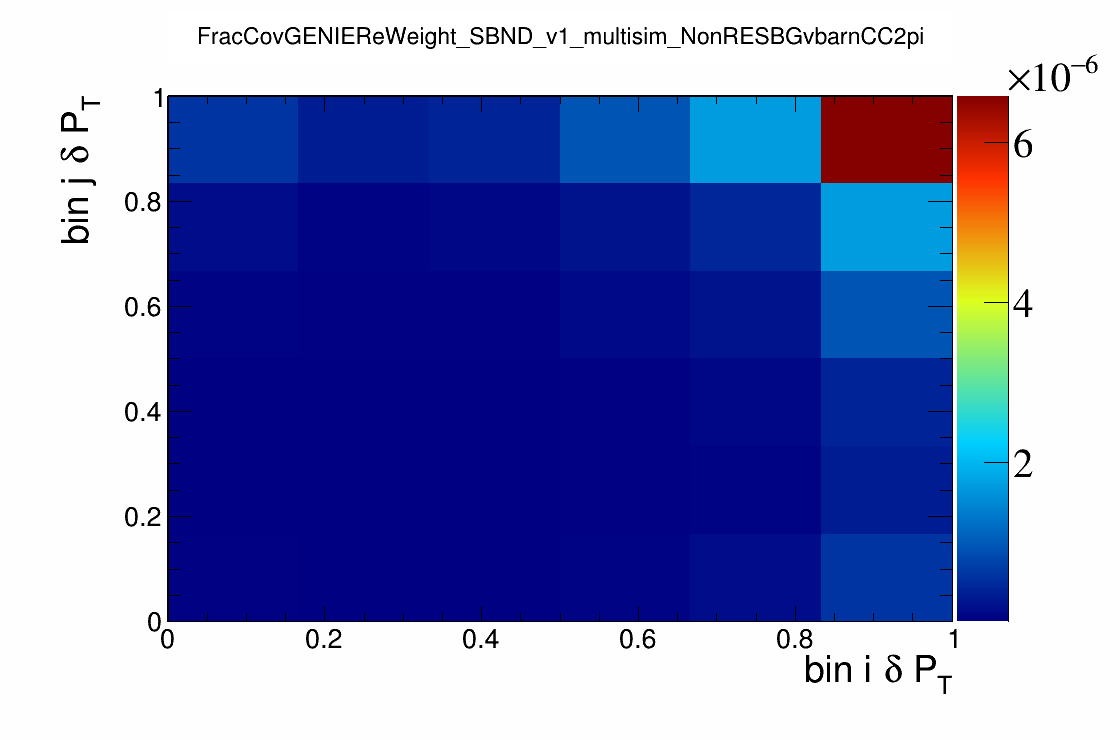 FracCovGENIEReWeight_SBND_v1_multisim_NonRESBGvbarnCC2pi
×10⁻⁶
bin j δ P_T
1
0.8
0.6
0.4
0.2
0
6
4
2
0 0.2 0.4 0.6 0.8 1
bin i δ P_T